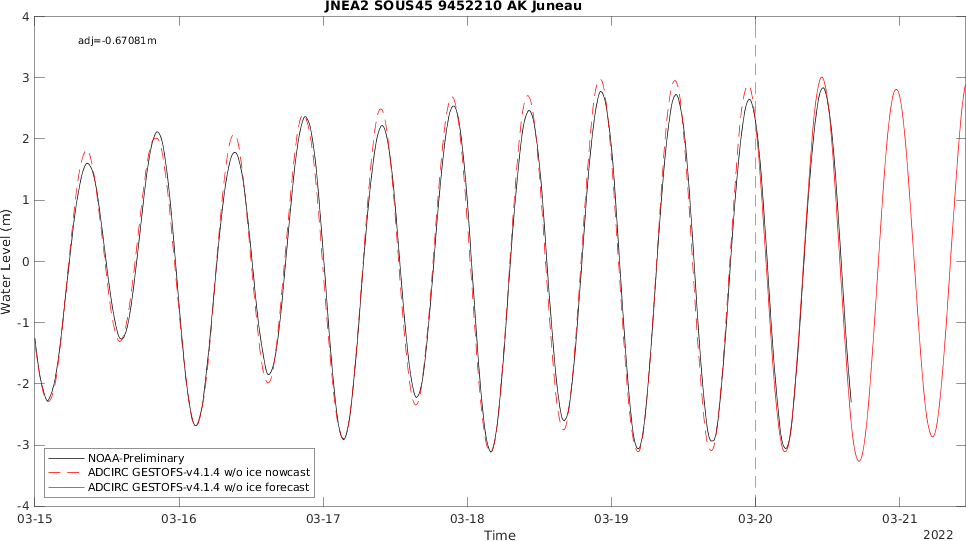 JNEA2 SOUS45 9452210 AK Juneau
adj=-0.67081m
Water Level (m)
4
3
2
1
0
-1
-2
-3
-4
NOAA-Preliminary
ADCIRC GESTOFS-v4.1.4 w/o ice nowcast
ADCIRC GESTOFS-v4.1.4 w/o ice forecast
03-15 03-16 03-17 03-18 03-19 03-20 03-21
Time
2022